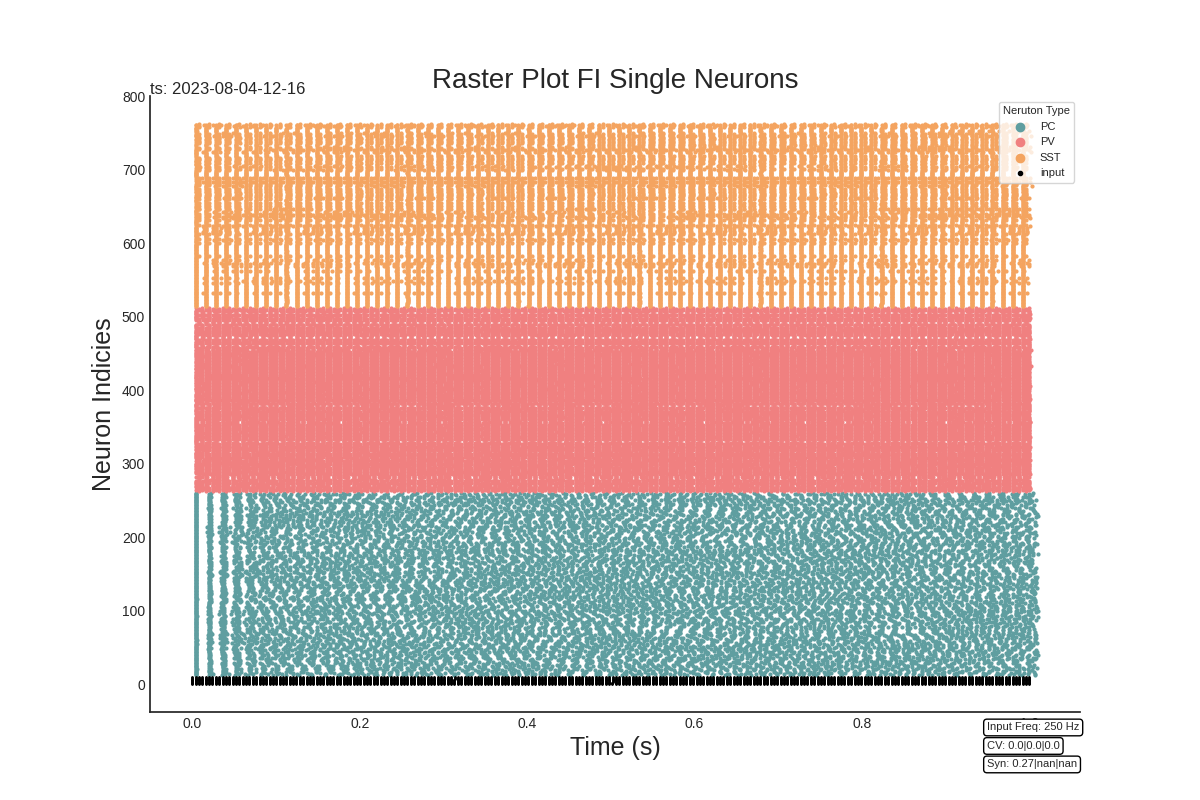 Raster Plot FI Single Neurons
ts: 2023-08-04-12-16
800
700
600
500
400
300
200
100
0
Neuron Indicies
Neruton Type
PC
PV
SST
input
0.0
0.2
0.4
0.6
0.8
Time (s)
Input Freq: 250 Hz
CV: 0.0|0.0|0.0
Syn: 0.27|nan|nan